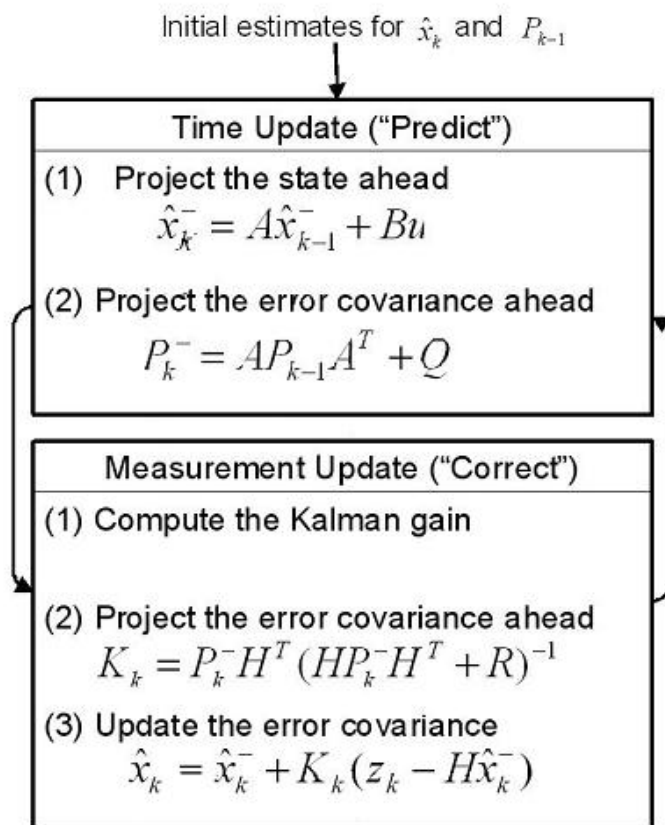 Initial estimates for x̂_k and P_{k-1}
Time Update (“Predict”)
(1) Project the state ahead
x̂_k^- = Ax̂_{k-1}^- + Bu
(2) Project the error covariance ahead
P_k^- = AP_{k-1}A^T + Q
Measurement Update (“Correct”)
(1) Compute the Kalman gain
(2) Project the error covariance ahead
K_k = P_k^- H^T (HP_k^- H^T + R)^{-1}
(3) Update the error covariance
x̂_k = x̂_k^- + K_k(z_k - Hx̂_k^-)